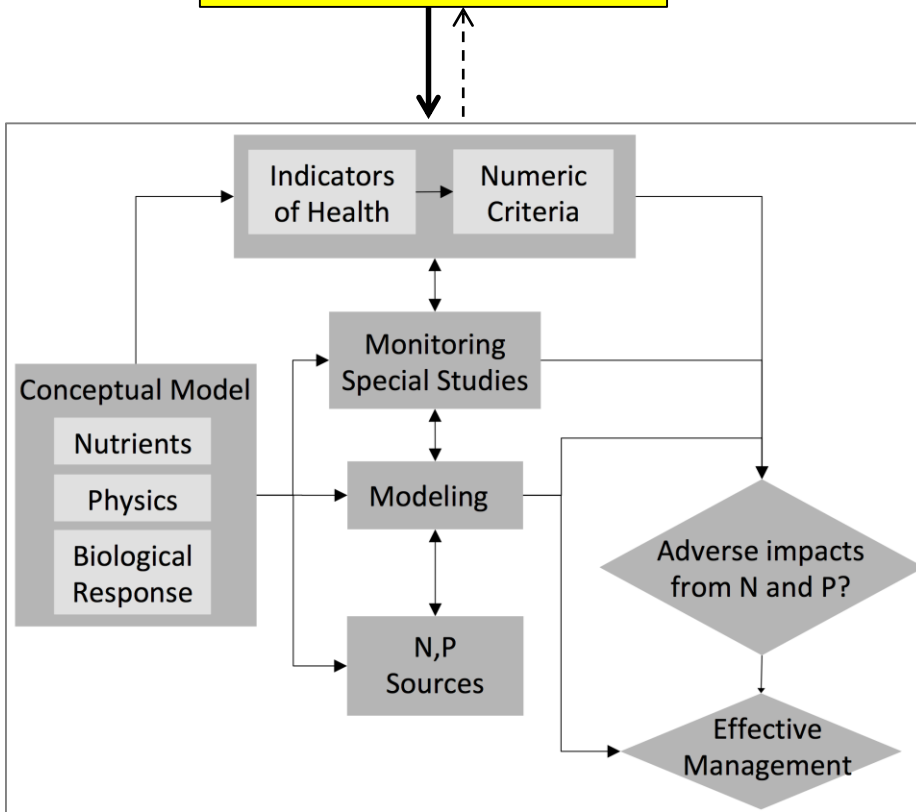 Indicators
of Health
Numeric
Criteria
Monitoring
Special Studies
Conceptual Model
Nutrients
Physics
Biological
Response
Modeling
N,P
Sources
Adverse impacts
from N and P?
Effective
Management